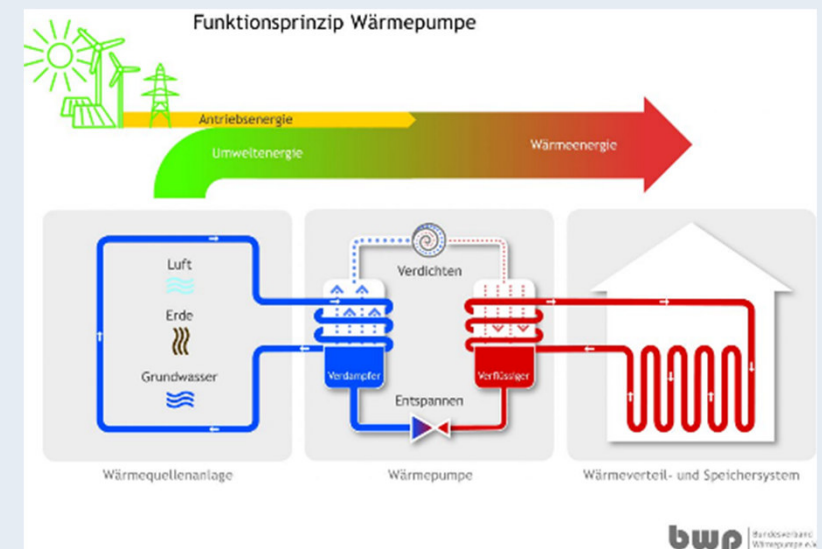 Funktionsprinzip Wärmepumpe
Antriebsenergie
Umweltenergie
Wärmeenergie
Luft
Erde
Grundwasser
Verdichten
Verdampfer
Verflüssiger
Entspannen
Wärmequellenanlage
Wärmepumpe
Wärmeverteil- und Speichersystem
bwp
Bundesverband
Wärmepumpe e.V.